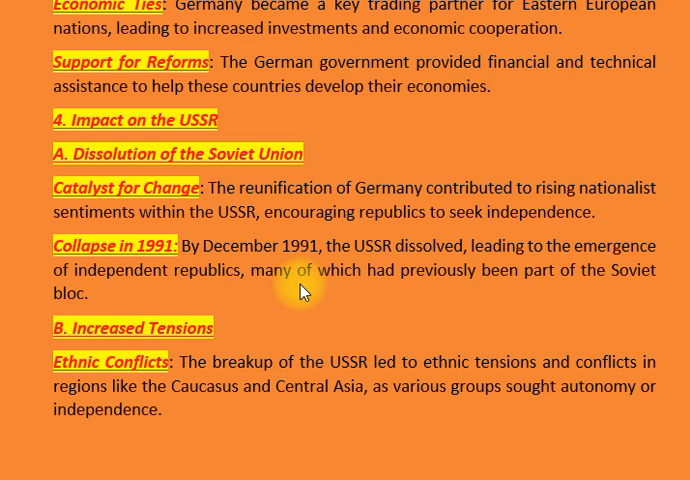 Economic Ties: Germany became a key trading partner for Eastern European
nations, leading to increased investments and economic cooperation.
Support for Reforms: The German government provided financial and technical
assistance to help these countries develop their economies.
4. Impact on the USSR
A. Dissolution of the Soviet Union
Catalyst for Change: The reunification of Germany contributed to rising nationalist
sentiments within the USSR, encouraging republics to seek independence.
Collapse in 1991: By December 1991, the USSR dissolved, leading to the emergence
of independent republics, many of which had previously been part of the Soviet
bloc.
B. Increased Tensions
Ethnic Conflicts: The breakup of the USSR led to ethnic tensions and conflicts in
regions like the Caucasus and Central Asia, as various groups sought autonomy or
independence.